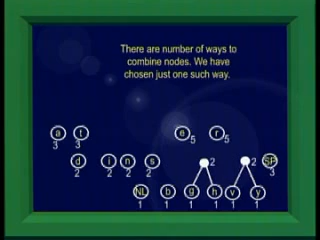 There are number of ways to
combine nodes. We have
chosen just one such way.
a t e r
3 3 5 5
d i n s 2 2 SP
2 2 2 2 3
NL b g h v y
1 1 1 1 1 1